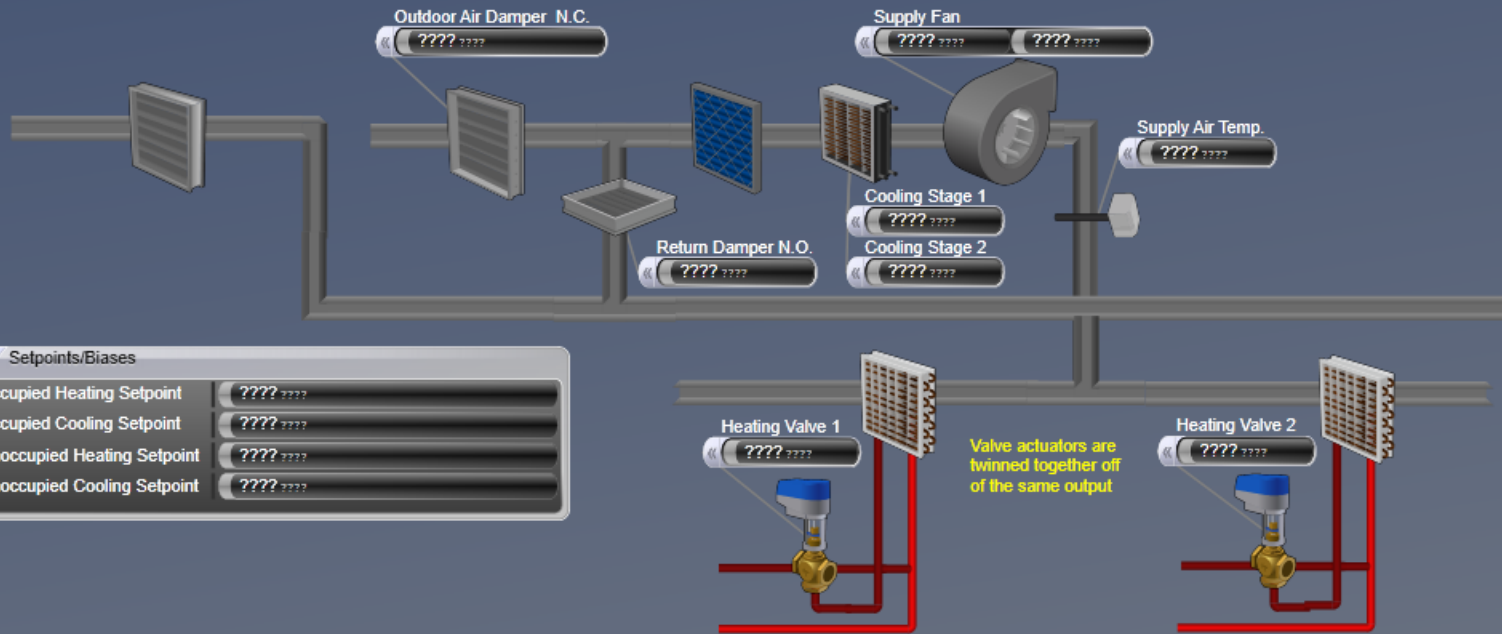 Outdoor Air Damper N.C.
???? ????
Supply Fan
???? ???? ???? ????
Supply Air Temp.
???? ????
Cooling Stage 1
???? ????
Return Damper N.O.
???? ????
Cooling Stage 2
???? ????
Setpoints/Biases
ccupied Heating Setpoint ???? ????
ccupied Cooling Setpoint ???? ????
occupied Heating Setpoint ???? ????
occupied Cooling Setpoint ???? ????
Heating Valve 1
???? ????
Valve actuators are
twinned together off
of the same output
Heating Valve 2
???? ????